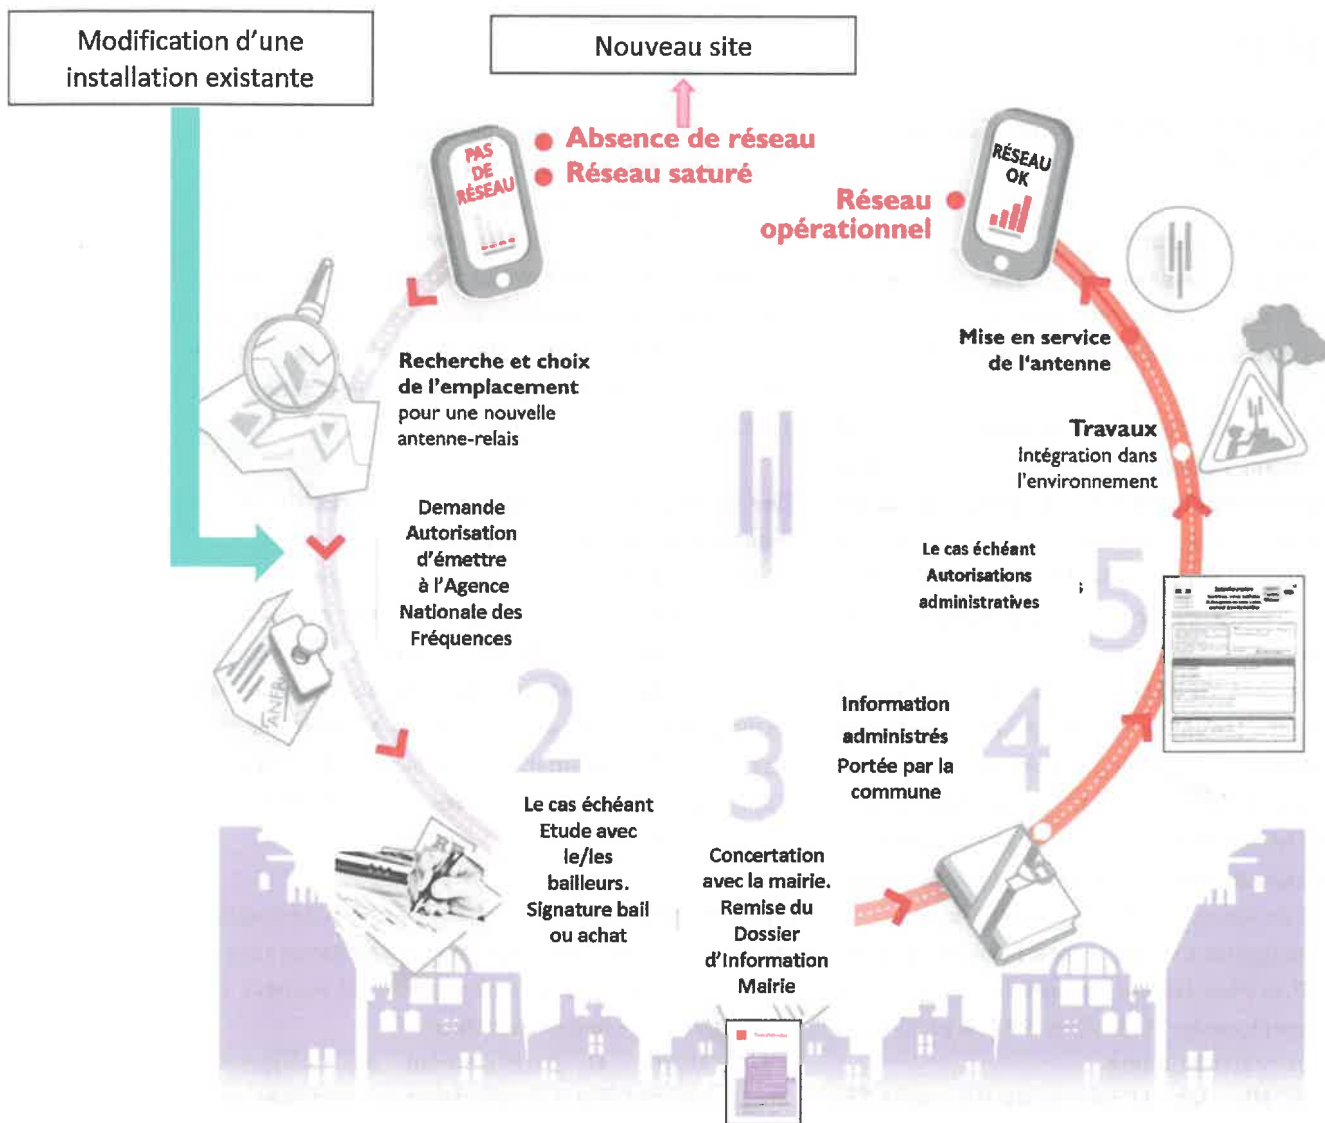 Modification d'une
installation existante
Nouveau site
Absence de réseau
Réseau saturé
PAS
DE
RÉSEAU
RÉSEAU
OK
Réseau
opérationnel
Recherche et choix
de l'emplacement
pour une nouvelle
antenne-relais
Mise en service
de l'antenne
Travaux
Intégration dans
l'environnement
Demande
Autorisation
d'émettre
à l'Agence
Nationale des
Fréquences
ANFR
Le cas échéant
Autorisations
administratives
5
2
Le cas échéant
Etude avec
le/les
bailleurs.
Signature bail
ou achat
3
Concertation
avec la mairie.
Remise du
Dossier
d'Information
Mairie
4
Information
administrés
Portée par la
commune